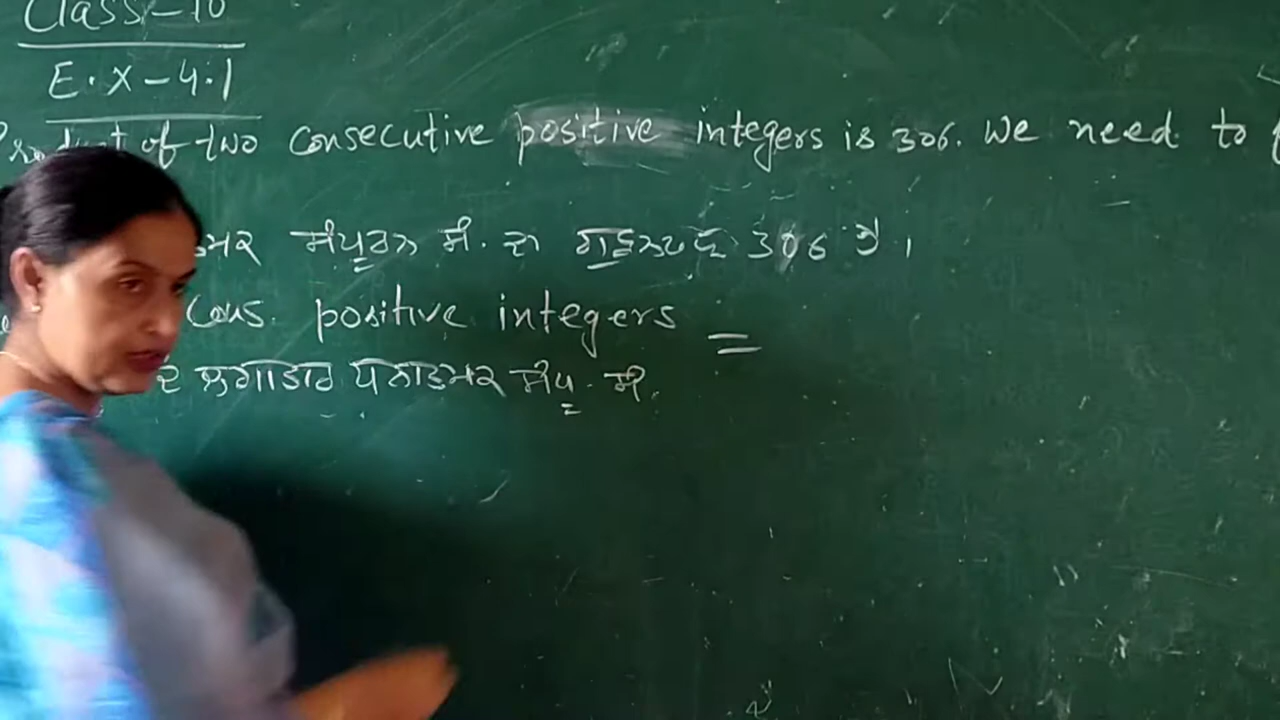 Class - 10
E.X - 4.1
Product of two consecutive positive integers is 306. We need to
ਸੰਪੂਰਨ ਸੰ. ਦਾ ਗੁਣਨਫਲ 306 ਹੈ।
Cons. positive integers =
ਦੋ ਲਗਾਤਾਰ ਧਨਾਤਮਕ ਸੰਪੂ. ਸੰ.